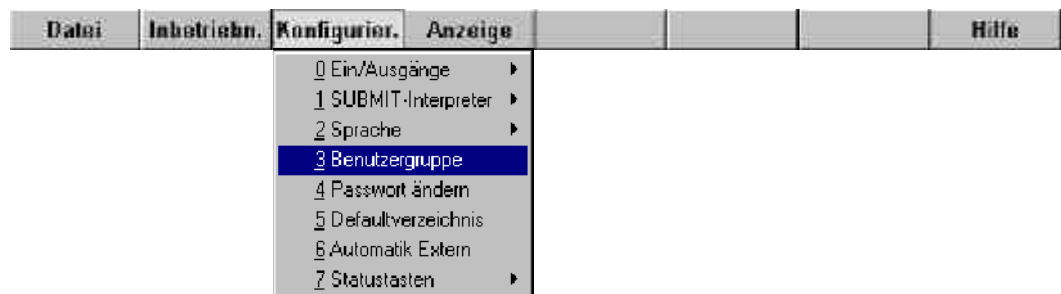 Datei Inbetriebn. Konfigurier. Anzeige Hilfe
0 Ein/Ausgänge
1 SUBMIT-Interpreter
2 Sprache
3 Benutzergruppe
4 Passwort ändern
5 Defaultverzeichnis
6 Automatik Extern
7 Statustasten